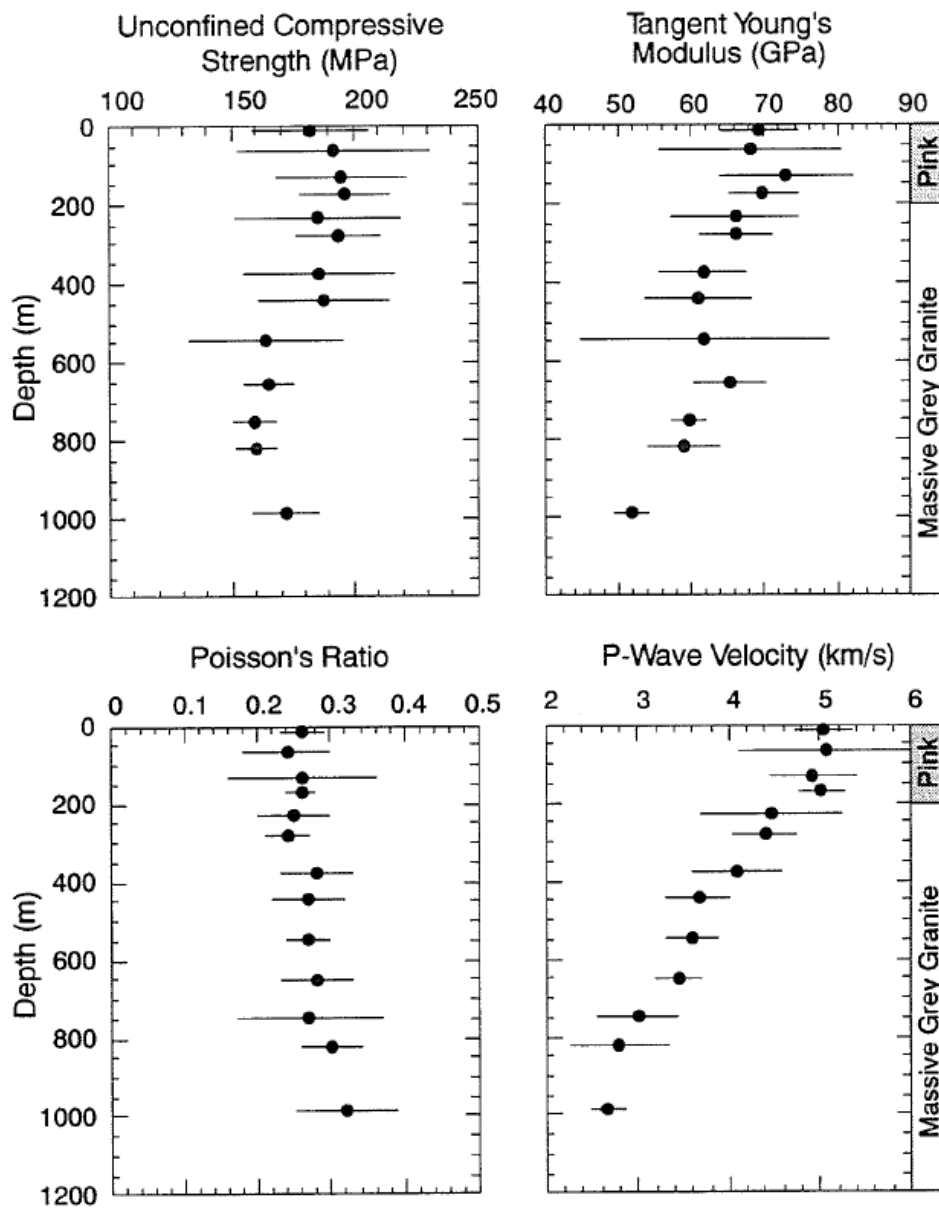 Unconfined Compressive
Strength (MPa)
100 150 200 250
0
200
400
600
800
1000
1200
Depth (m)
Tangent Young's
Modulus (GPa)
40 50 60 70 80 90
Pink
Massive Grey Granite
Poisson's Ratio
0 0.1 0.2 0.3 0.4 0.5
0
200
400
600
800
1000
1200
Depth (m)
P-Wave Velocity (km/s)
2 3 4 5 6
Pink
Massive Grey Granite